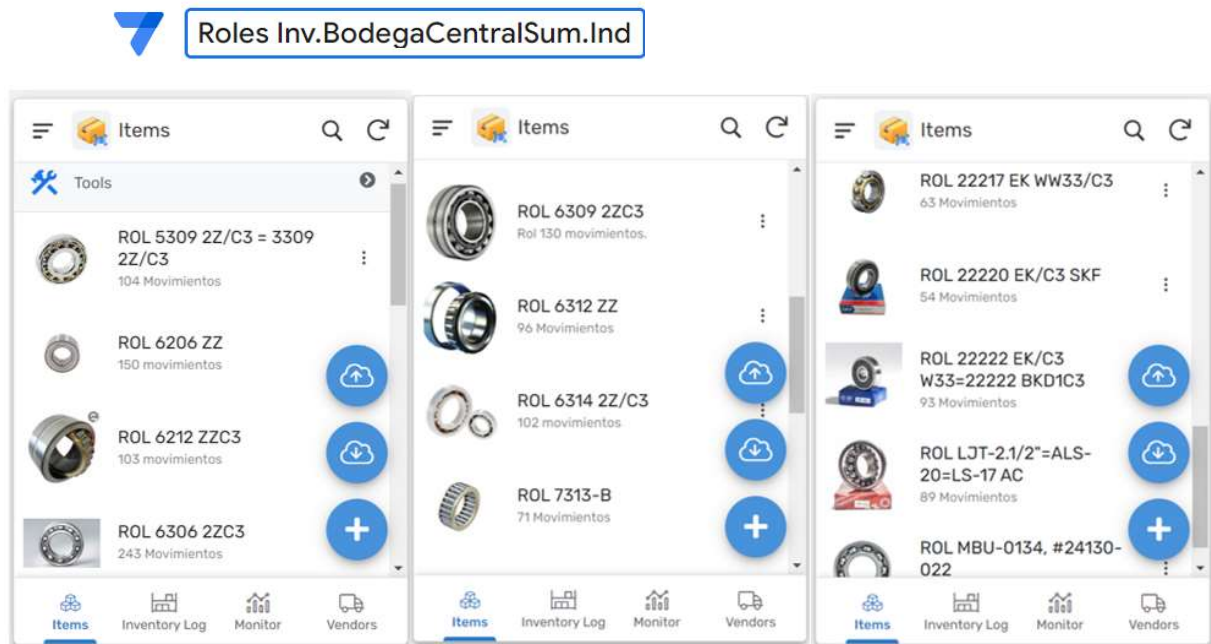 Roles Inv.BodegaCentralSum.Ind
Items
Tools
ROL 5309 2Z/C3 = 3309
2Z/C3
104 Movimientos
ROL 6206 ZZ
150 movimientos
ROL 6212 ZZC3
103 movimientos
ROL 6306 2ZC3
243 Movimientos
Items
Inventory Log
Monitor
Vendors
Items
ROL 6309 2ZC3
Rol 130 movimientos.
ROL 6312 ZZ
96 Movimientos
ROL 6314 2Z/C3
102 movimientos
ROL 7313-B
71 Movimientos
Items
Inventory Log
Monitor
Vendors
Items
ROL 22217 EK WW33/C3
63 Movimientos
ROL 22220 EK/C3 SKF
54 Movimientos
ROL 22222 EK/C3
W33=22222 BKD1C3
93 Movimientos
ROL LJT-2.1/2"=ALS-
20=LS-17 AC
89 Movimientos
ROL MBU-0134, #24130-
022
Items
Inventory Log
Monitor
Vendors